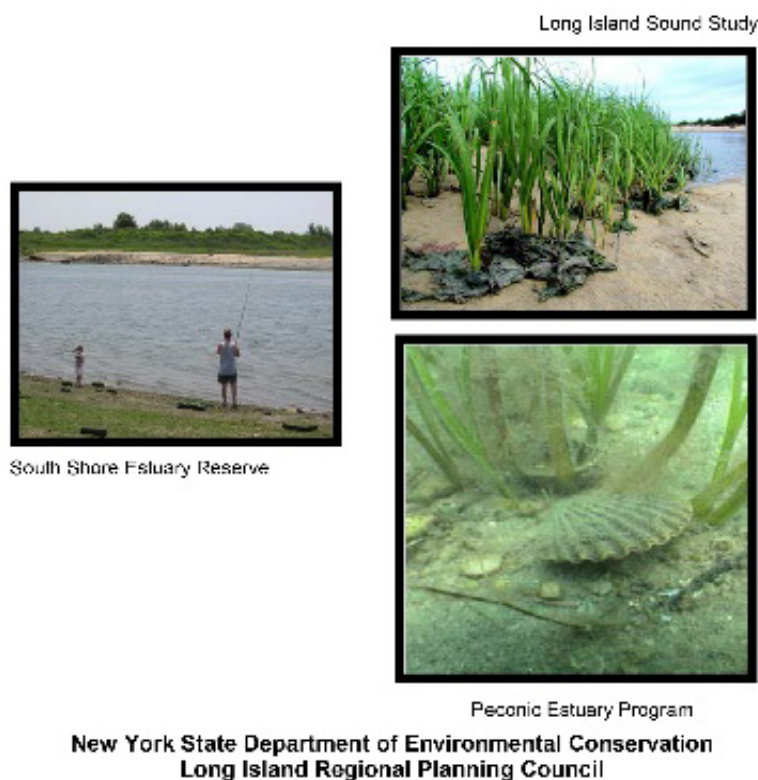 Long Island Sound Study
South Shore Estuary Reserve
Peconic Estuary Program
New York State Department of Environmental Conservation
Long Island Regional Planning Council